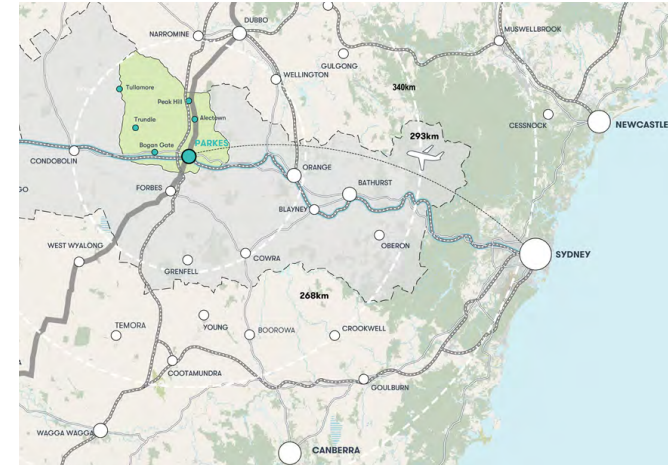 DUBBO
NARROMINE
MUSWELLBROOK
GULGONG
WELLINGTON
Tullamore
340km
Peak Hill
Alectown
Trundle
CESSNOCK
NEWCASTLE
293km
PARKES
Bogan Gate
CONDOBOLIN
ORANGE
GO
FORBES
BATHURST
BLAYNEY
WEST WYALONG
OBERON
SYDNEY
COWRA
GRENFELL
268km
TEMORA
YOUNG
BOOROWA
CROOKWELL
COOTAMUNDRA
GOULBURN
WAGGA WAGGA
CANBERRA